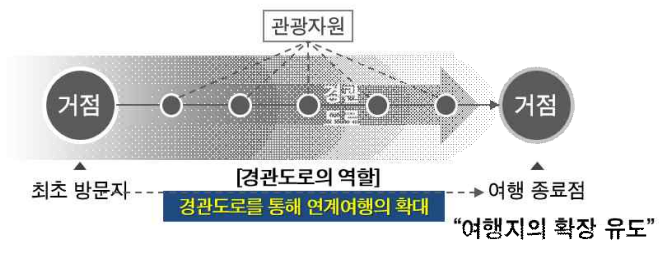 관광자원
거점
경관
도로
거점
최초 방문자
[경관도로의 역할]
여행 종료점
경관도로를 통해 연계여행의 확대
“여행지의 확장 유도”